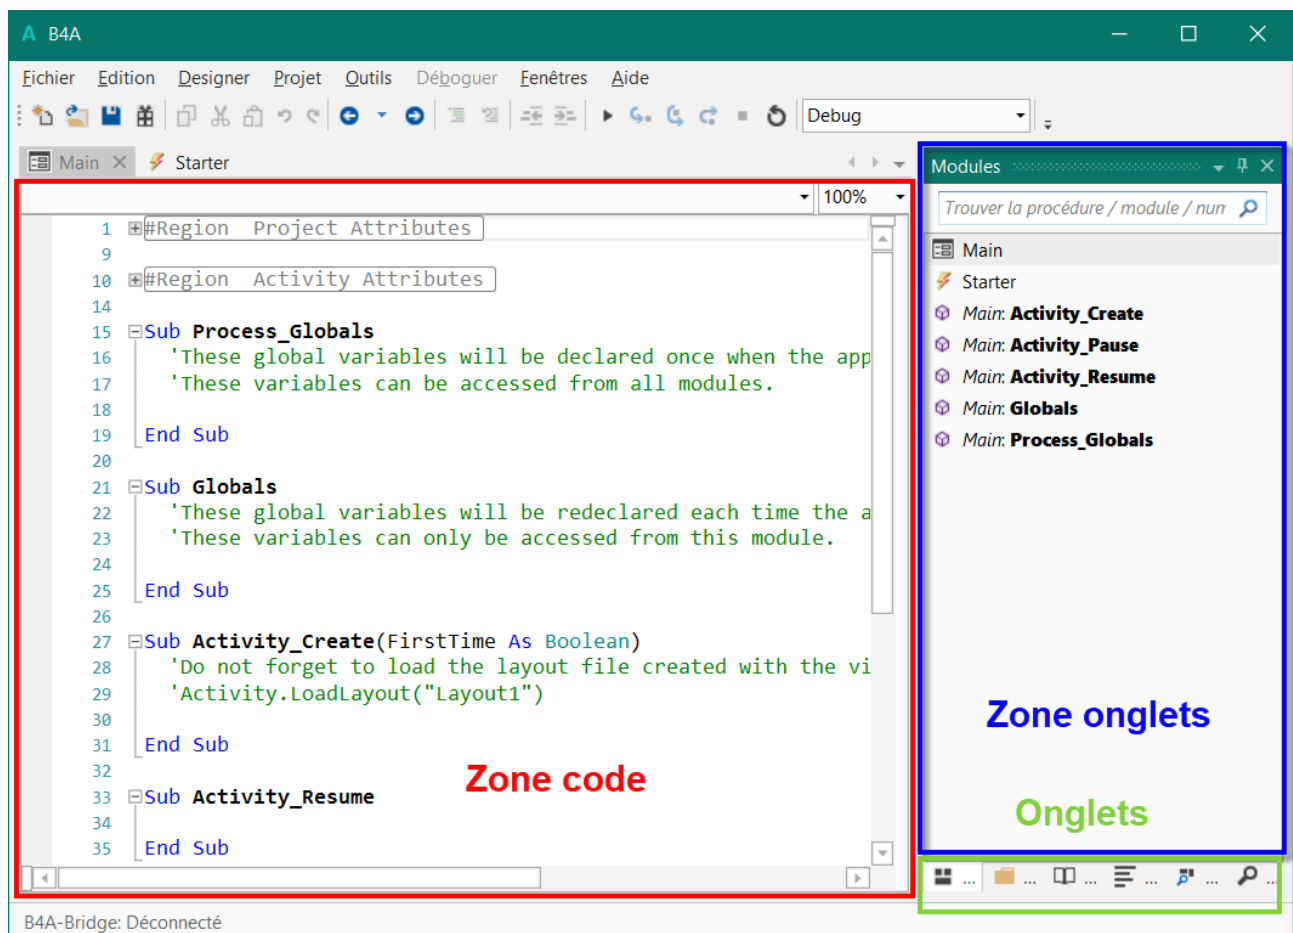 B4A
Fichier Edition Designer Projet Outils Déboguer Fenêtres Aide
Debug
Main Starter
100%
1 #Region Project Attributes
9
10 #Region Activity Attributes
14
15 Sub Process_Globals
16 'These global variables will be declared once when the app
17 'These variables can be accessed from all modules.
18
19 End Sub
20
21 Sub Globals
22 'These global variables will be redeclared each time the a
23 'These variables can only be accessed from this module.
24
25 End Sub
26
27 Sub Activity_Create(FirstTime As Boolean)
28 'Do not forget to load the layout file created with the vi
29 'Activity.LoadLayout("Layout1")
30
31 End Sub
32
33 Sub Activity_Resume
34
35 End Sub
Zone code
Modules
Trouver la procédure / module / num
Main
Starter
Main: Activity_Create
Main: Activity_Pause
Main: Activity_Resume
Main: Globals
Main: Process_Globals
Zone onglets
Onglets
... ... ... ... ... ...
B4A-Bridge: Déconnecté